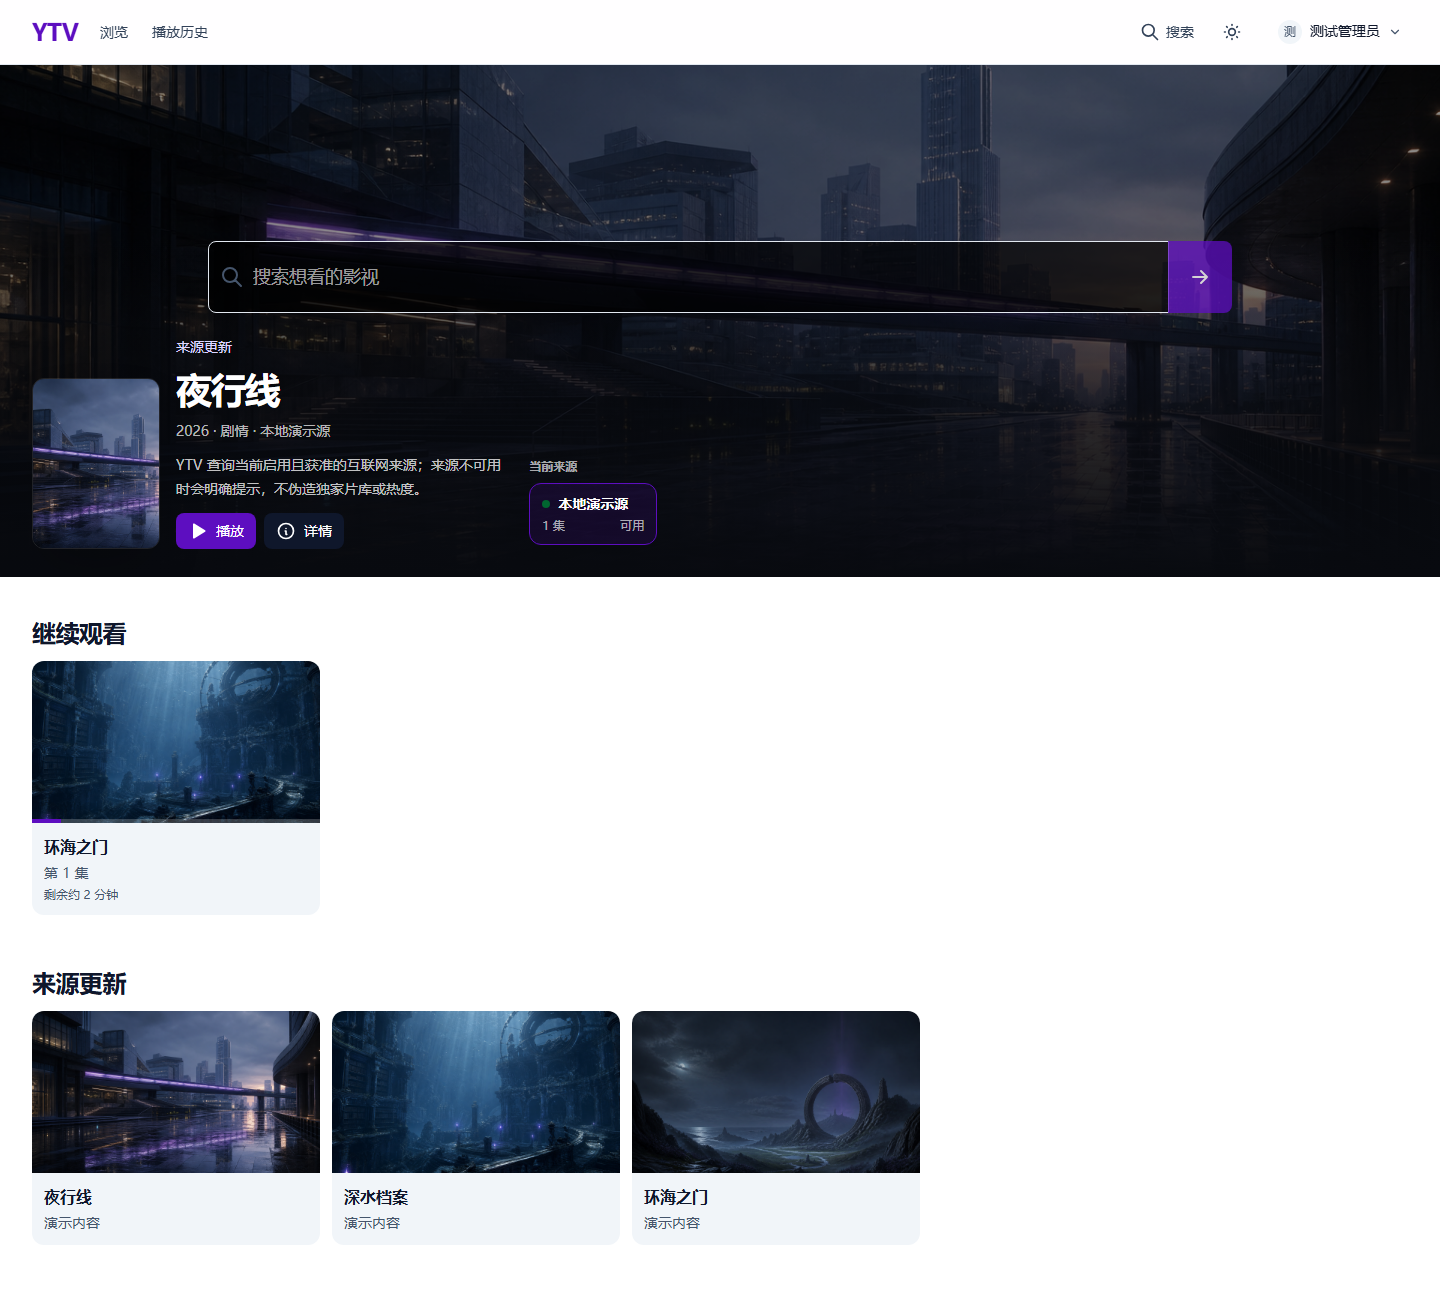 YTV 浏览 播放历史 搜索 测 测试管理员
搜索想看的影视
来源更新
夜行线
2026 · 剧情 · 本地演示源
YTV 查询当前启用且获准的互联网来源；来源不可用
时会明确提示，不伪造独家片库或热度。
播放 详情
当前来源
本地演示源
1 集 可用
继续观看
环海之门
第 1 集
剩余约 2 分钟
来源更新
夜行线
演示内容
深水档案
演示内容
环海之门
演示内容